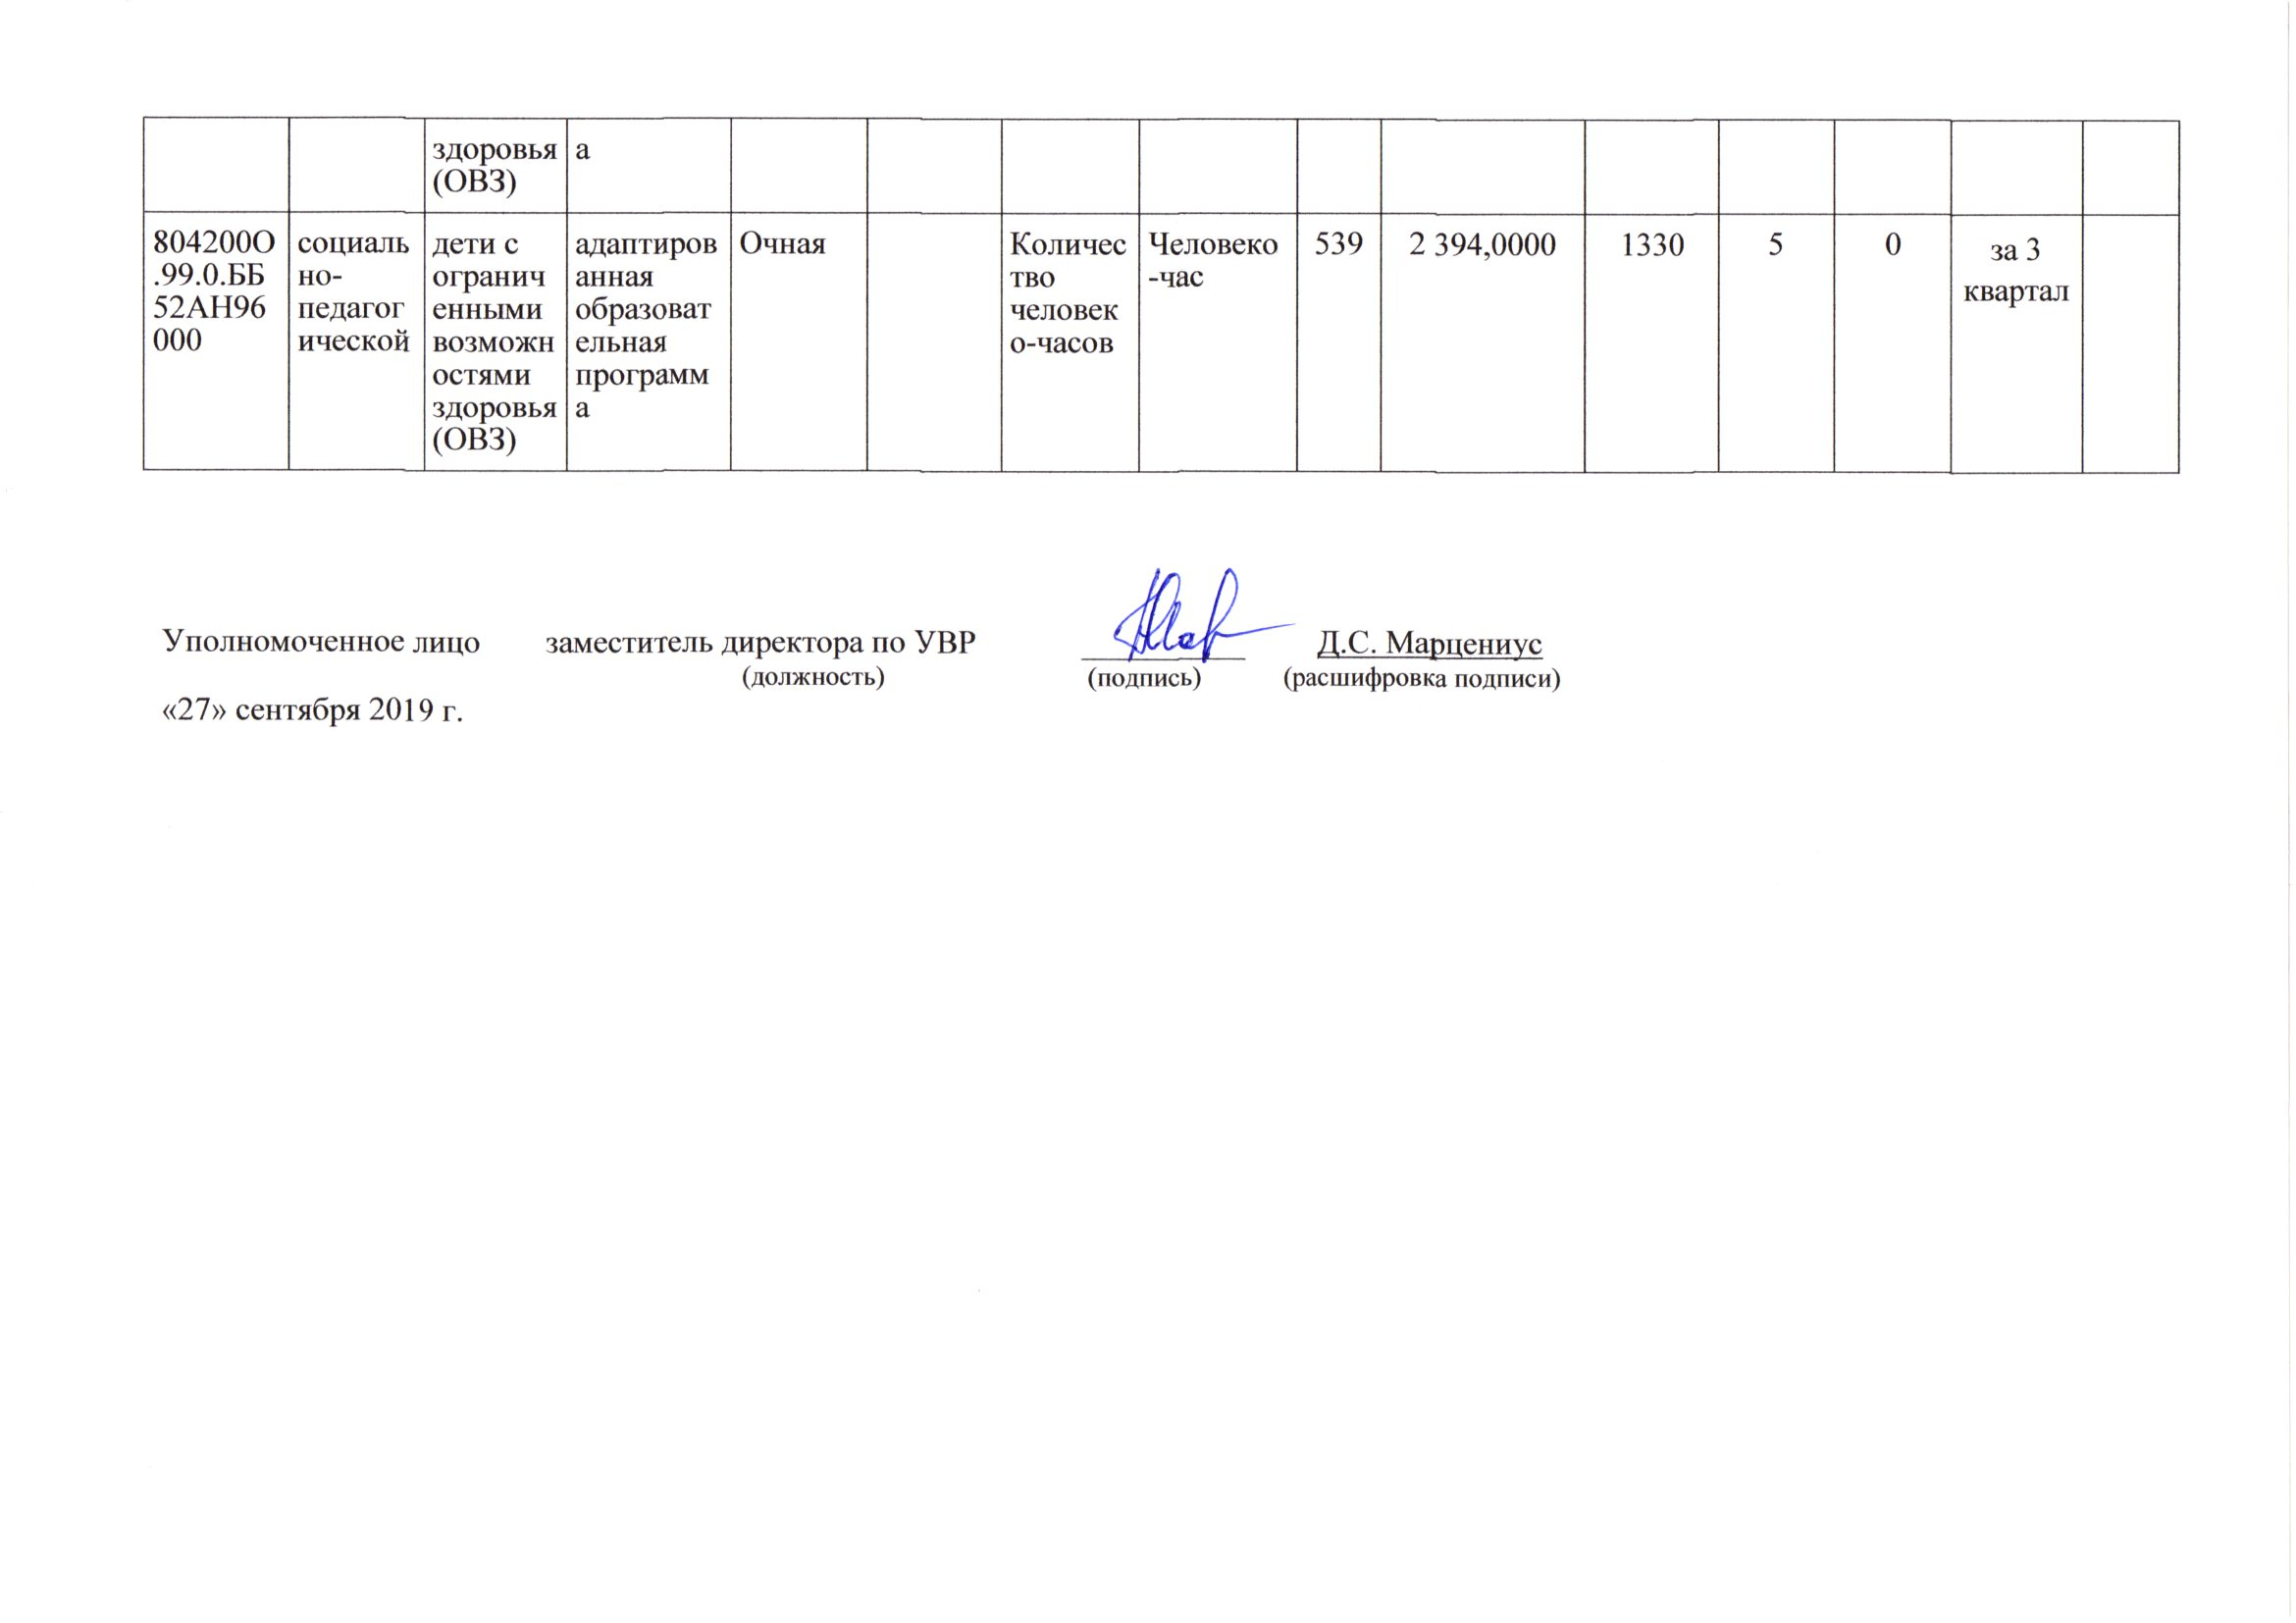 здоровья
(ОВЗ)
а
804200О
.99.0.ББ
52АН96
000
социаль
но-
педагог
ической
дети с
огранич
енными
возможн
остями
здоровья
(ОВЗ)
адаптиров
анная
образоват
ельная
программ
а
Очная
Количес
тво
человек
о-часов
Человеко
-час
539
2 394,0000
1330
5
0
за 3
квартал
Уполномоченное лицо заместитель директора по УВР Д.С. Марцениус
(должность) (подпись) (расшифровка подписи)
«27» сентября 2019 г.